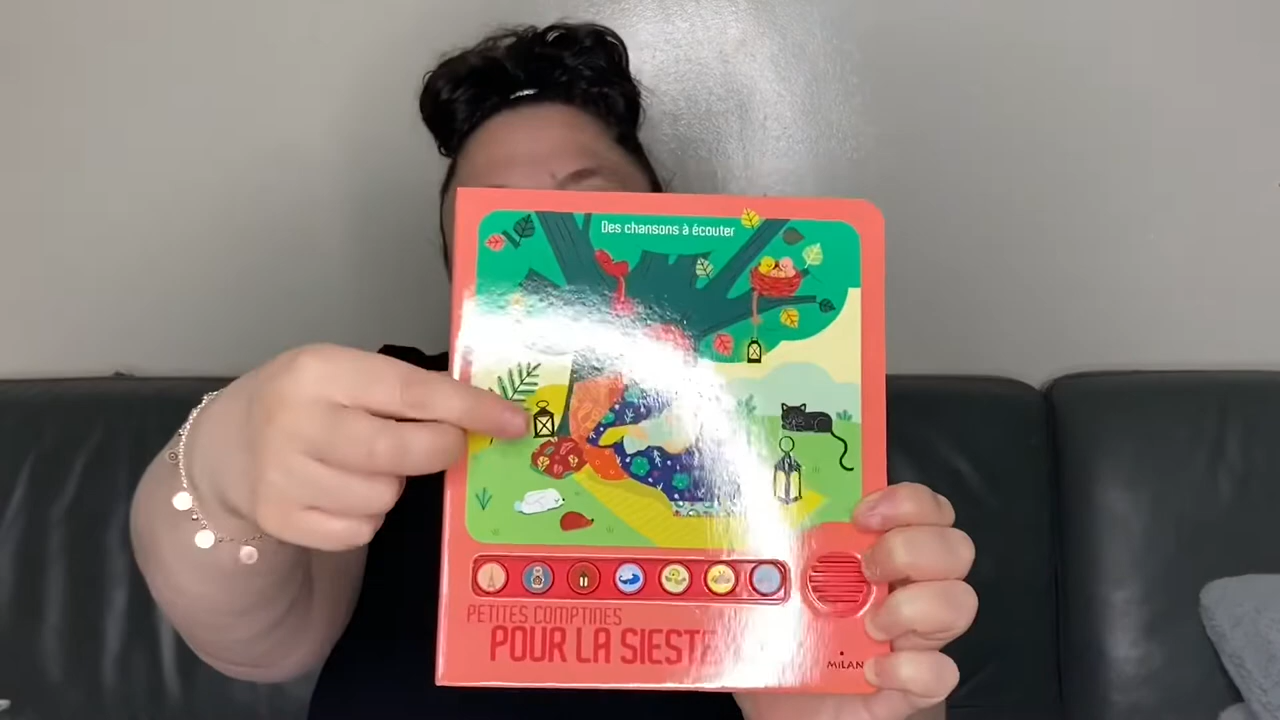 Des chansons à écouter
PETITES COMPTINES
POUR LA SIESTE
MILAN